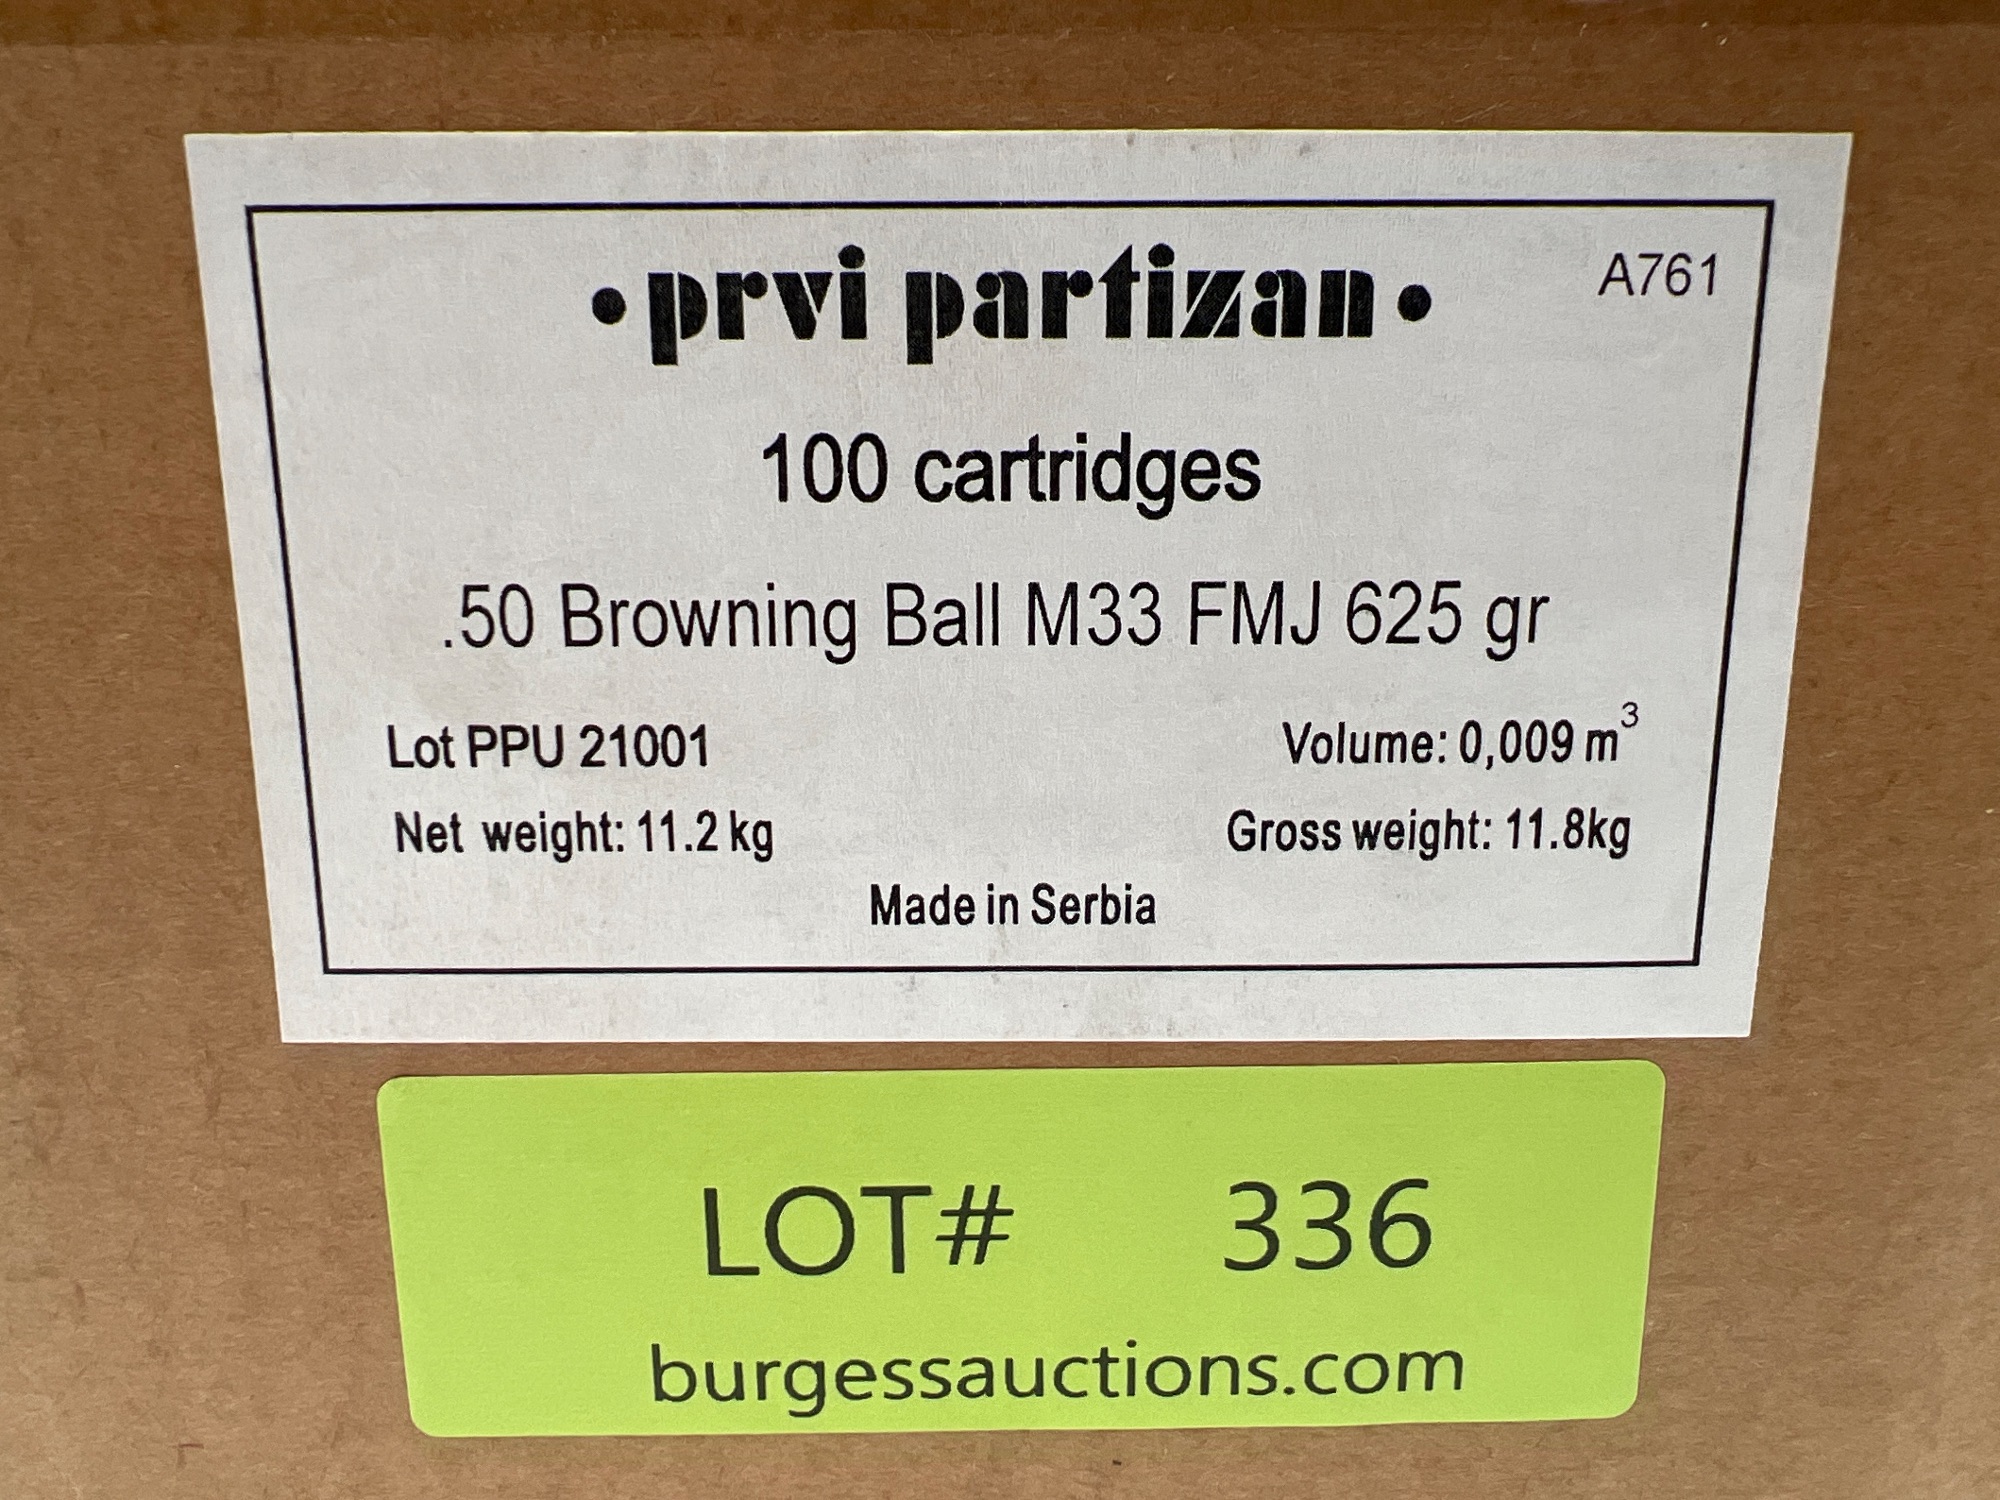 • prvi partizan •
A761
100 cartridges
.50 Browning Ball M33 FMJ 625 gr
Lot PPU 21001
Volume: 0,009 m³
Net weight: 11.2 kg
Gross weight: 11.8kg
Made in Serbia
LOT# 336
burgessauctions.com